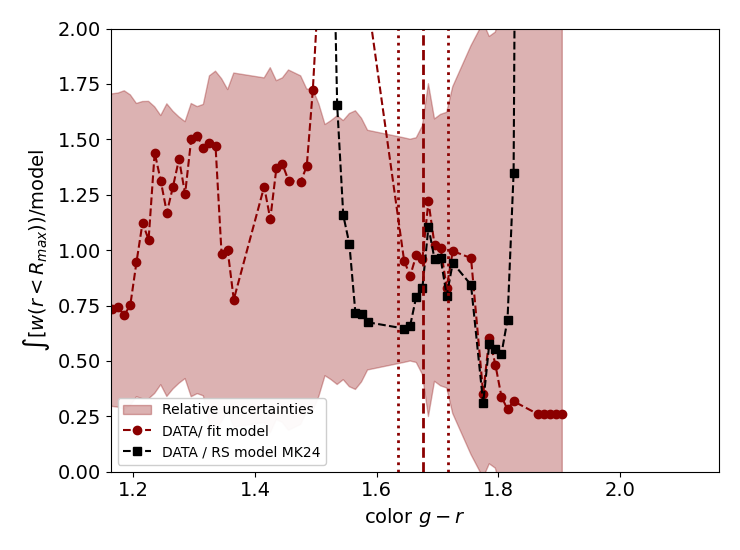 2.00
1.75
1.50
1.25
1.00
0.75
0.50
0.25
0.00
∫[w(r < R_{max}))/model
Relative uncertainties
DATA/ fit model
DATA / RS model MK24
1.2 1.4 1.6 1.8 2.0
color g − r